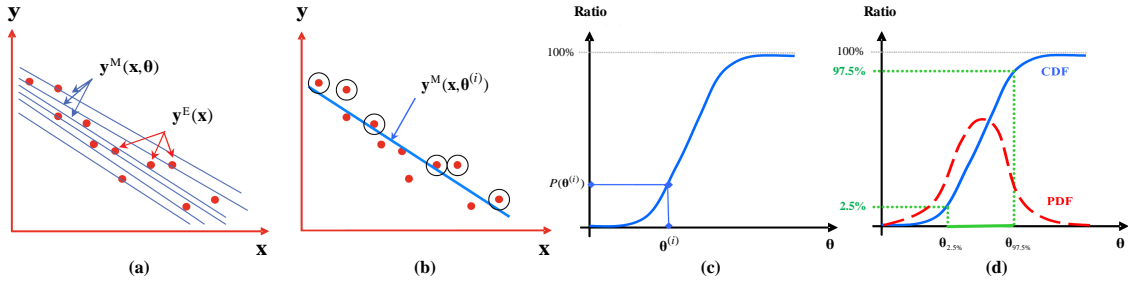 y
y^M(x,θ)
y^E(x)
x
(a)
y
y^M(x,θ^(i))
x
(b)
Ratio
100%
P(θ^(i))
θ^(i)
θ
(c)
Ratio
100%
97.5%
CDF
PDF
2.5%
θ_2.5%
θ_97.5%
θ
(d)